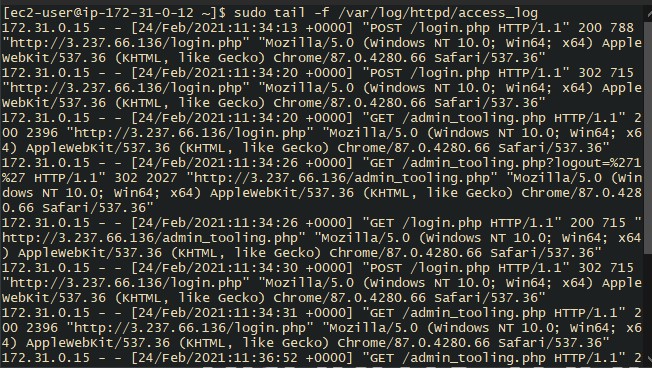 [ec2-user@ip-172-31-0-12 ~]$ sudo tail -f /var/log/httpd/access_log
172.31.0.15 - - [24/Feb/2021:11:34:13 +0000] "POST /login.php HTTP/1.1" 200 788
"http://3.237.66.136/login.php" "Mozilla/5.0 (Windows NT 10.0; Win64; x64) Apple
WebKit/537.36 (KHTML, like Gecko) Chrome/87.0.4280.66 Safari/537.36"
172.31.0.15 - - [24/Feb/2021:11:34:20 +0000] "POST /login.php HTTP/1.1" 302 715
"http://3.237.66.136/login.php" "Mozilla/5.0 (Windows NT 10.0; Win64; x64) Apple
WebKit/537.36 (KHTML, like Gecko) Chrome/87.0.4280.66 Safari/537.36"
172.31.0.15 - - [24/Feb/2021:11:34:20 +0000] "GET /admin_tooling.php HTTP/1.1" 2
00 2396 "http://3.237.66.136/login.php" "Mozilla/5.0 (Windows NT 10.0; Win64; x6
4) AppleWebKit/537.36 (KHTML, like Gecko) Chrome/87.0.4280.66 Safari/537.36"
172.31.0.15 - - [24/Feb/2021:11:34:26 +0000] "GET /admin_tooling.php?logout=%271
%27 HTTP/1.1" 302 2027 "http://3.237.66.136/admin_tooling.php" "Mozilla/5.0 (Win
dows NT 10.0; Win64; x64) AppleWebKit/537.36 (KHTML, like Gecko) Chrome/87.0.428
0.66 Safari/537.36"
172.31.0.15 - - [24/Feb/2021:11:34:26 +0000] "GET /login.php HTTP/1.1" 200 715 "
http://3.237.66.136/admin_tooling.php" "Mozilla/5.0 (Windows NT 10.0; Win64; x64
) AppleWebKit/537.36 (KHTML, like Gecko) Chrome/87.0.4280.66 Safari/537.36"
172.31.0.15 - - [24/Feb/2021:11:34:30 +0000] "POST /login.php HTTP/1.1" 302 715
"http://3.237.66.136/login.php" "Mozilla/5.0 (Windows NT 10.0; Win64; x64) Apple
WebKit/537.36 (KHTML, like Gecko) Chrome/87.0.4280.66 Safari/537.36"
172.31.0.15 - - [24/Feb/2021:11:34:31 +0000] "GET /admin_tooling.php HTTP/1.1" 2
00 2396 "http://3.237.66.136/login.php" "Mozilla/5.0 (Windows NT 10.0; Win64; x6
4) AppleWebKit/537.36 (KHTML, like Gecko) Chrome/87.0.4280.66 Safari/537.36"
172.31.0.15 - - [24/Feb/2021:11:36:52 +0000] "GET /admin_tooling.php HTTP/1.1" 2